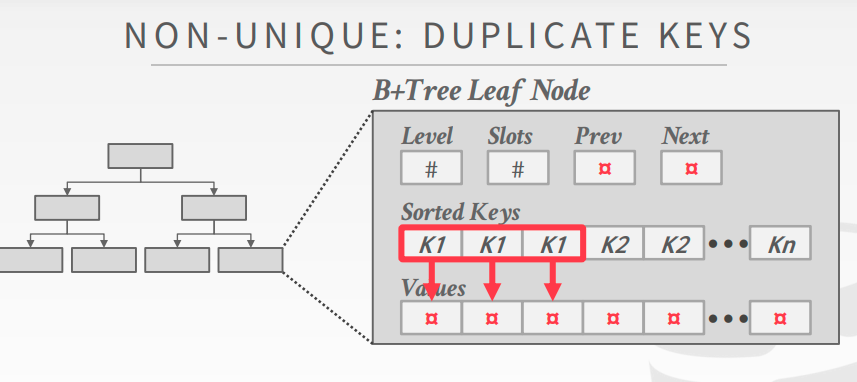 NON-UNIQUE: DUPLICATE KEYS
B+Tree Leaf Node
Level Slots Prev Next
# # ¤ ¤
Sorted Keys
K1 K1 K1 K2 K2 ••• Kn
Values
¤ ¤ ¤ ¤ ¤ ••• ¤